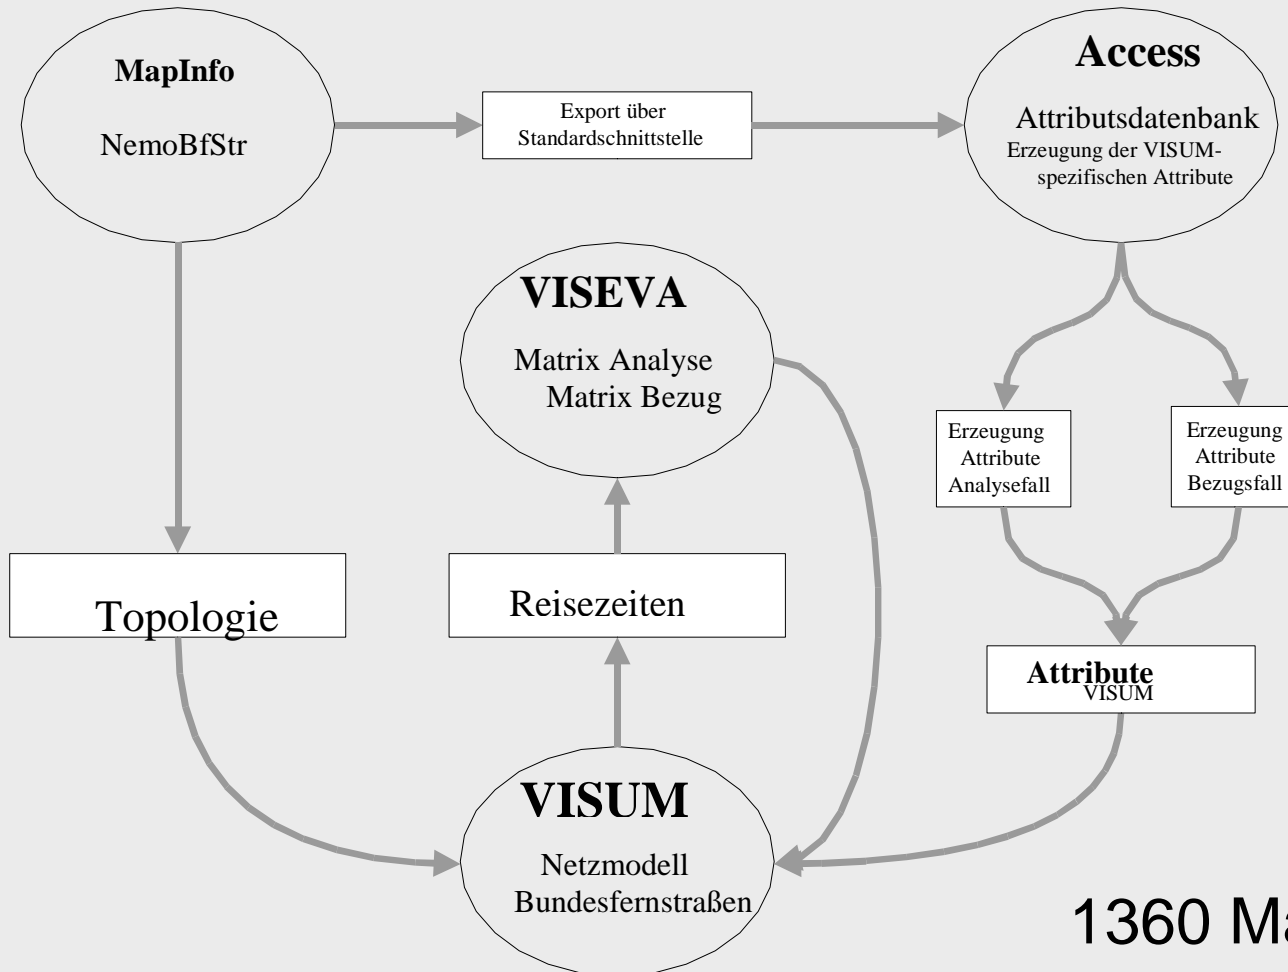 MapInfo
NemoBfStr
Export über
Standardschnittstelle
Access
Attributsdatenbank
Erzeugung der VISUM-
spezifischen Attribute
VISEVA
Matrix Analyse
Matrix Bezug
Erzeugung
Attribute
Analysefall
Erzeugung
Attribute
Bezugsfall
Topologie
Reisezeiten
Attribute
VISUM
VISUM
Netzmodell
Bundesfernstraßen
1360 Ma